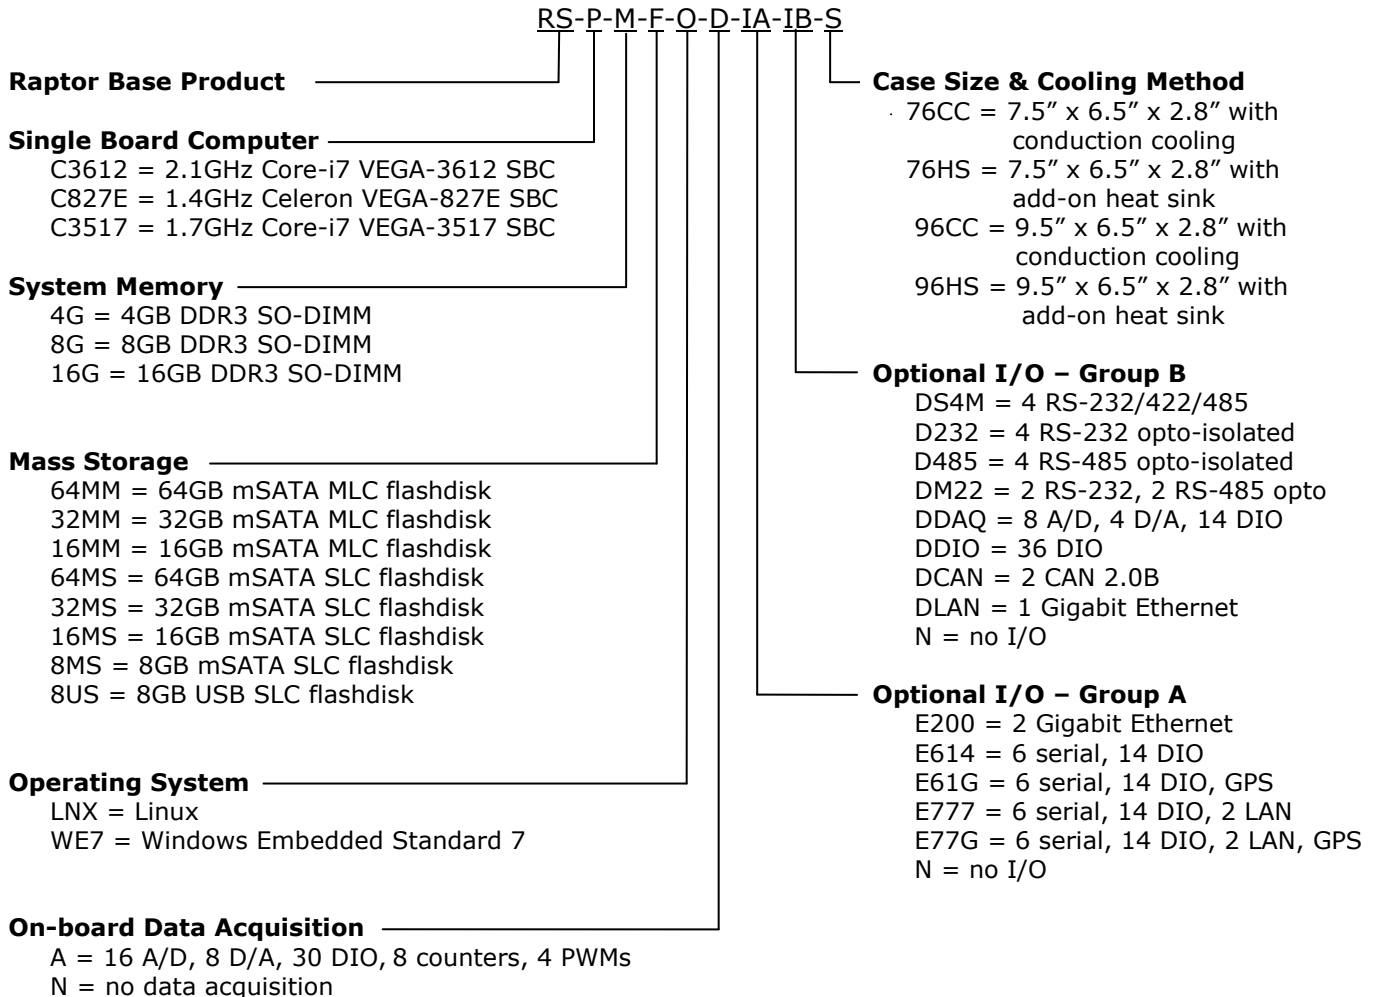 RS-P-M-F-O-D-IA-IB-S
Raptor Base Product
Single Board Computer
C3612 = 2.1GHz Core-i7 VEGA-3612 SBC
C827E = 1.4GHz Celeron VEGA-827E SBC
C3517 = 1.7GHz Core-i7 VEGA-3517 SBC
System Memory
4G = 4GB DDR3 SO-DIMM
8G = 8GB DDR3 SO-DIMM
16G = 16GB DDR3 SO-DIMM
Mass Storage
64MM = 64GB mSATA MLC flashdisk
32MM = 32GB mSATA MLC flashdisk
16MM = 16GB mSATA MLC flashdisk
64MS = 64GB mSATA SLC flashdisk
32MS = 32GB mSATA SLC flashdisk
16MS = 16GB mSATA SLC flashdisk
8MS = 8GB mSATA SLC flashdisk
8US = 8GB USB SLC flashdisk
Operating System
LNX = Linux
WE7 = Windows Embedded Standard 7
On-board Data Acquisition
A = 16 A/D, 8 D/A, 30 DIO, 8 counters, 4 PWMs
N = no data acquisition
Case Size & Cooling Method
76CC = 7.5” x 6.5” x 2.8” with
conduction cooling
76HS = 7.5” x 6.5” x 2.8” with
add-on heat sink
96CC = 9.5” x 6.5” x 2.8” with
conduction cooling
96HS = 9.5” x 6.5” x 2.8” with
add-on heat sink
Optional I/O – Group B
DS4M = 4 RS-232/422/485
D232 = 4 RS-232 opto-isolated
D485 = 4 RS-485 opto-isolated
DM22 = 2 RS-232, 2 RS-485 opto
DDAQ = 8 A/D, 4 D/A, 14 DIO
DDIO = 36 DIO
DCAN = 2 CAN 2.0B
DLAN = 1 Gigabit Ethernet
N = no I/O
Optional I/O – Group A
E200 = 2 Gigabit Ethernet
E614 = 6 serial, 14 DIO
E61G = 6 serial, 14 DIO, GPS
E777 = 6 serial, 14 DIO, 2 LAN
E77G = 6 serial, 14 DIO, 2 LAN, GPS
N = no I/O